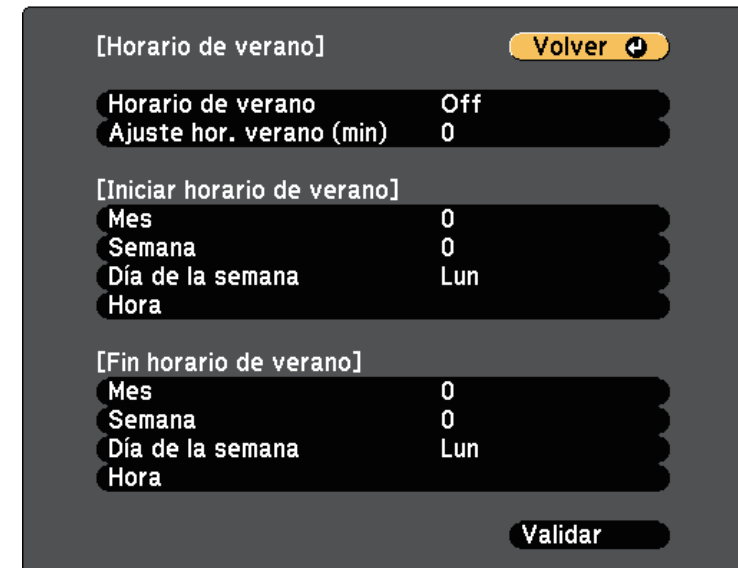 [Horario de verano] Volver
Horario de verano Off
Ajuste hor. verano (min) 0
[Iniciar horario de verano]
Mes 0
Semana 0
Día de la semana Lun
Hora
[Fin horario de verano]
Mes 0
Semana 0
Día de la semana Lun
Hora
Validar